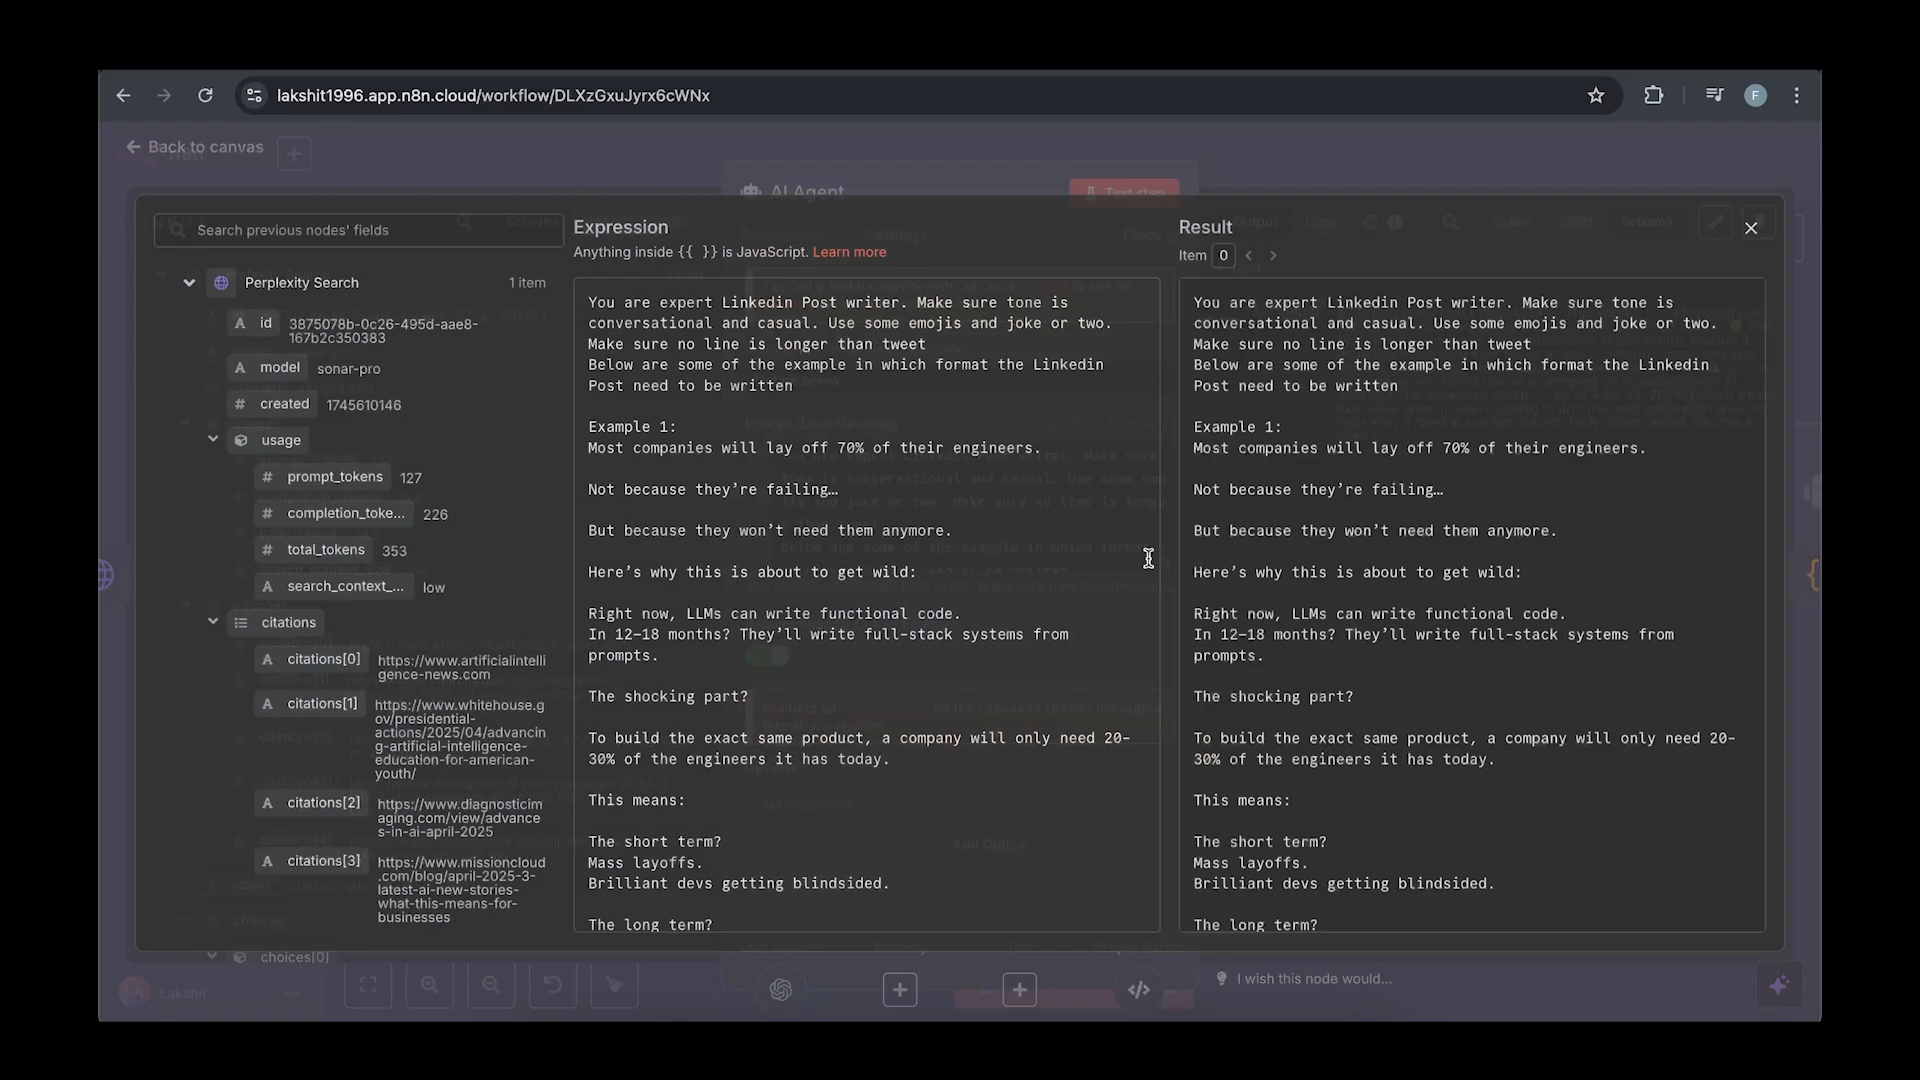 lakshit1996.app.n8n.cloud/workflow/DLXzGxuJyrx6cWNx
F
Back to canvas
AI Agent
Test step
Search previous nodes' fields
Perplexity Search
1 item
id
3875078b-0c26-495d-aae8-
167b2c350383
model
sonar-pro
created
1745610146
usage
prompt_tokens
127
completion_toke...
226
total_tokens
353
search_context_...
low
citations
citations[0]
https://www.artificialintelli
gence-news.com
citations[1]
https://www.whitehouse.g
ov/presidential-
actions/2025/04/advancin
g-artificial-intelligence-
education-for-american-
youth/
citations[2]
https://www.diagnosticim
aging.com/view/advance
s-in-ai-april-2025
citations[3]
https://www.missioncloud
.com/blog/april-2025-3-
latest-ai-new-stories-
what-this-means-for-
businesses
choices[0]
Expression
Anything inside {{ }} is JavaScript. Learn more
You are expert Linkedin Post writer. Make sure tone is
conversational and casual. Use some emojis and joke or two.
Make sure no line is longer than tweet
Below are some of the example in which format the Linkedin
Post need to be written
Example 1:
Most companies will lay off 70% of their engineers.
Not because they're failing…
But because they won't need them anymore.
Here's why this is about to get wild:
Right now, LLMs can write functional code.
In 12–18 months? They'll write full-stack systems from
prompts.
The shocking part?
To build the exact same product, a company will only need 20–
30% of the engineers it has today.
This means:
The short term?
Mass layoffs.
Brilliant devs getting blindsided.
The long term?
Result
Item 0
You are expert Linkedin Post writer. Make sure tone is
conversational and casual. Use some emojis and joke or two.
Make sure no line is longer than tweet
Below are some of the example in which format the Linkedin
Post need to be written
Example 1:
Most companies will lay off 70% of their engineers.
Not because they're failing…
But because they won't need them anymore.
Here's why this is about to get wild:
Right now, LLMs can write functional code.
In 12–18 months? They'll write full-stack systems from
prompts.
The shocking part?
To build the exact same product, a company will only need 20–
30% of the engineers it has today.
This means:
The short term?
Mass layoffs.
Brilliant devs getting blindsided.
The long term?
Lakshit
I wish this node would...